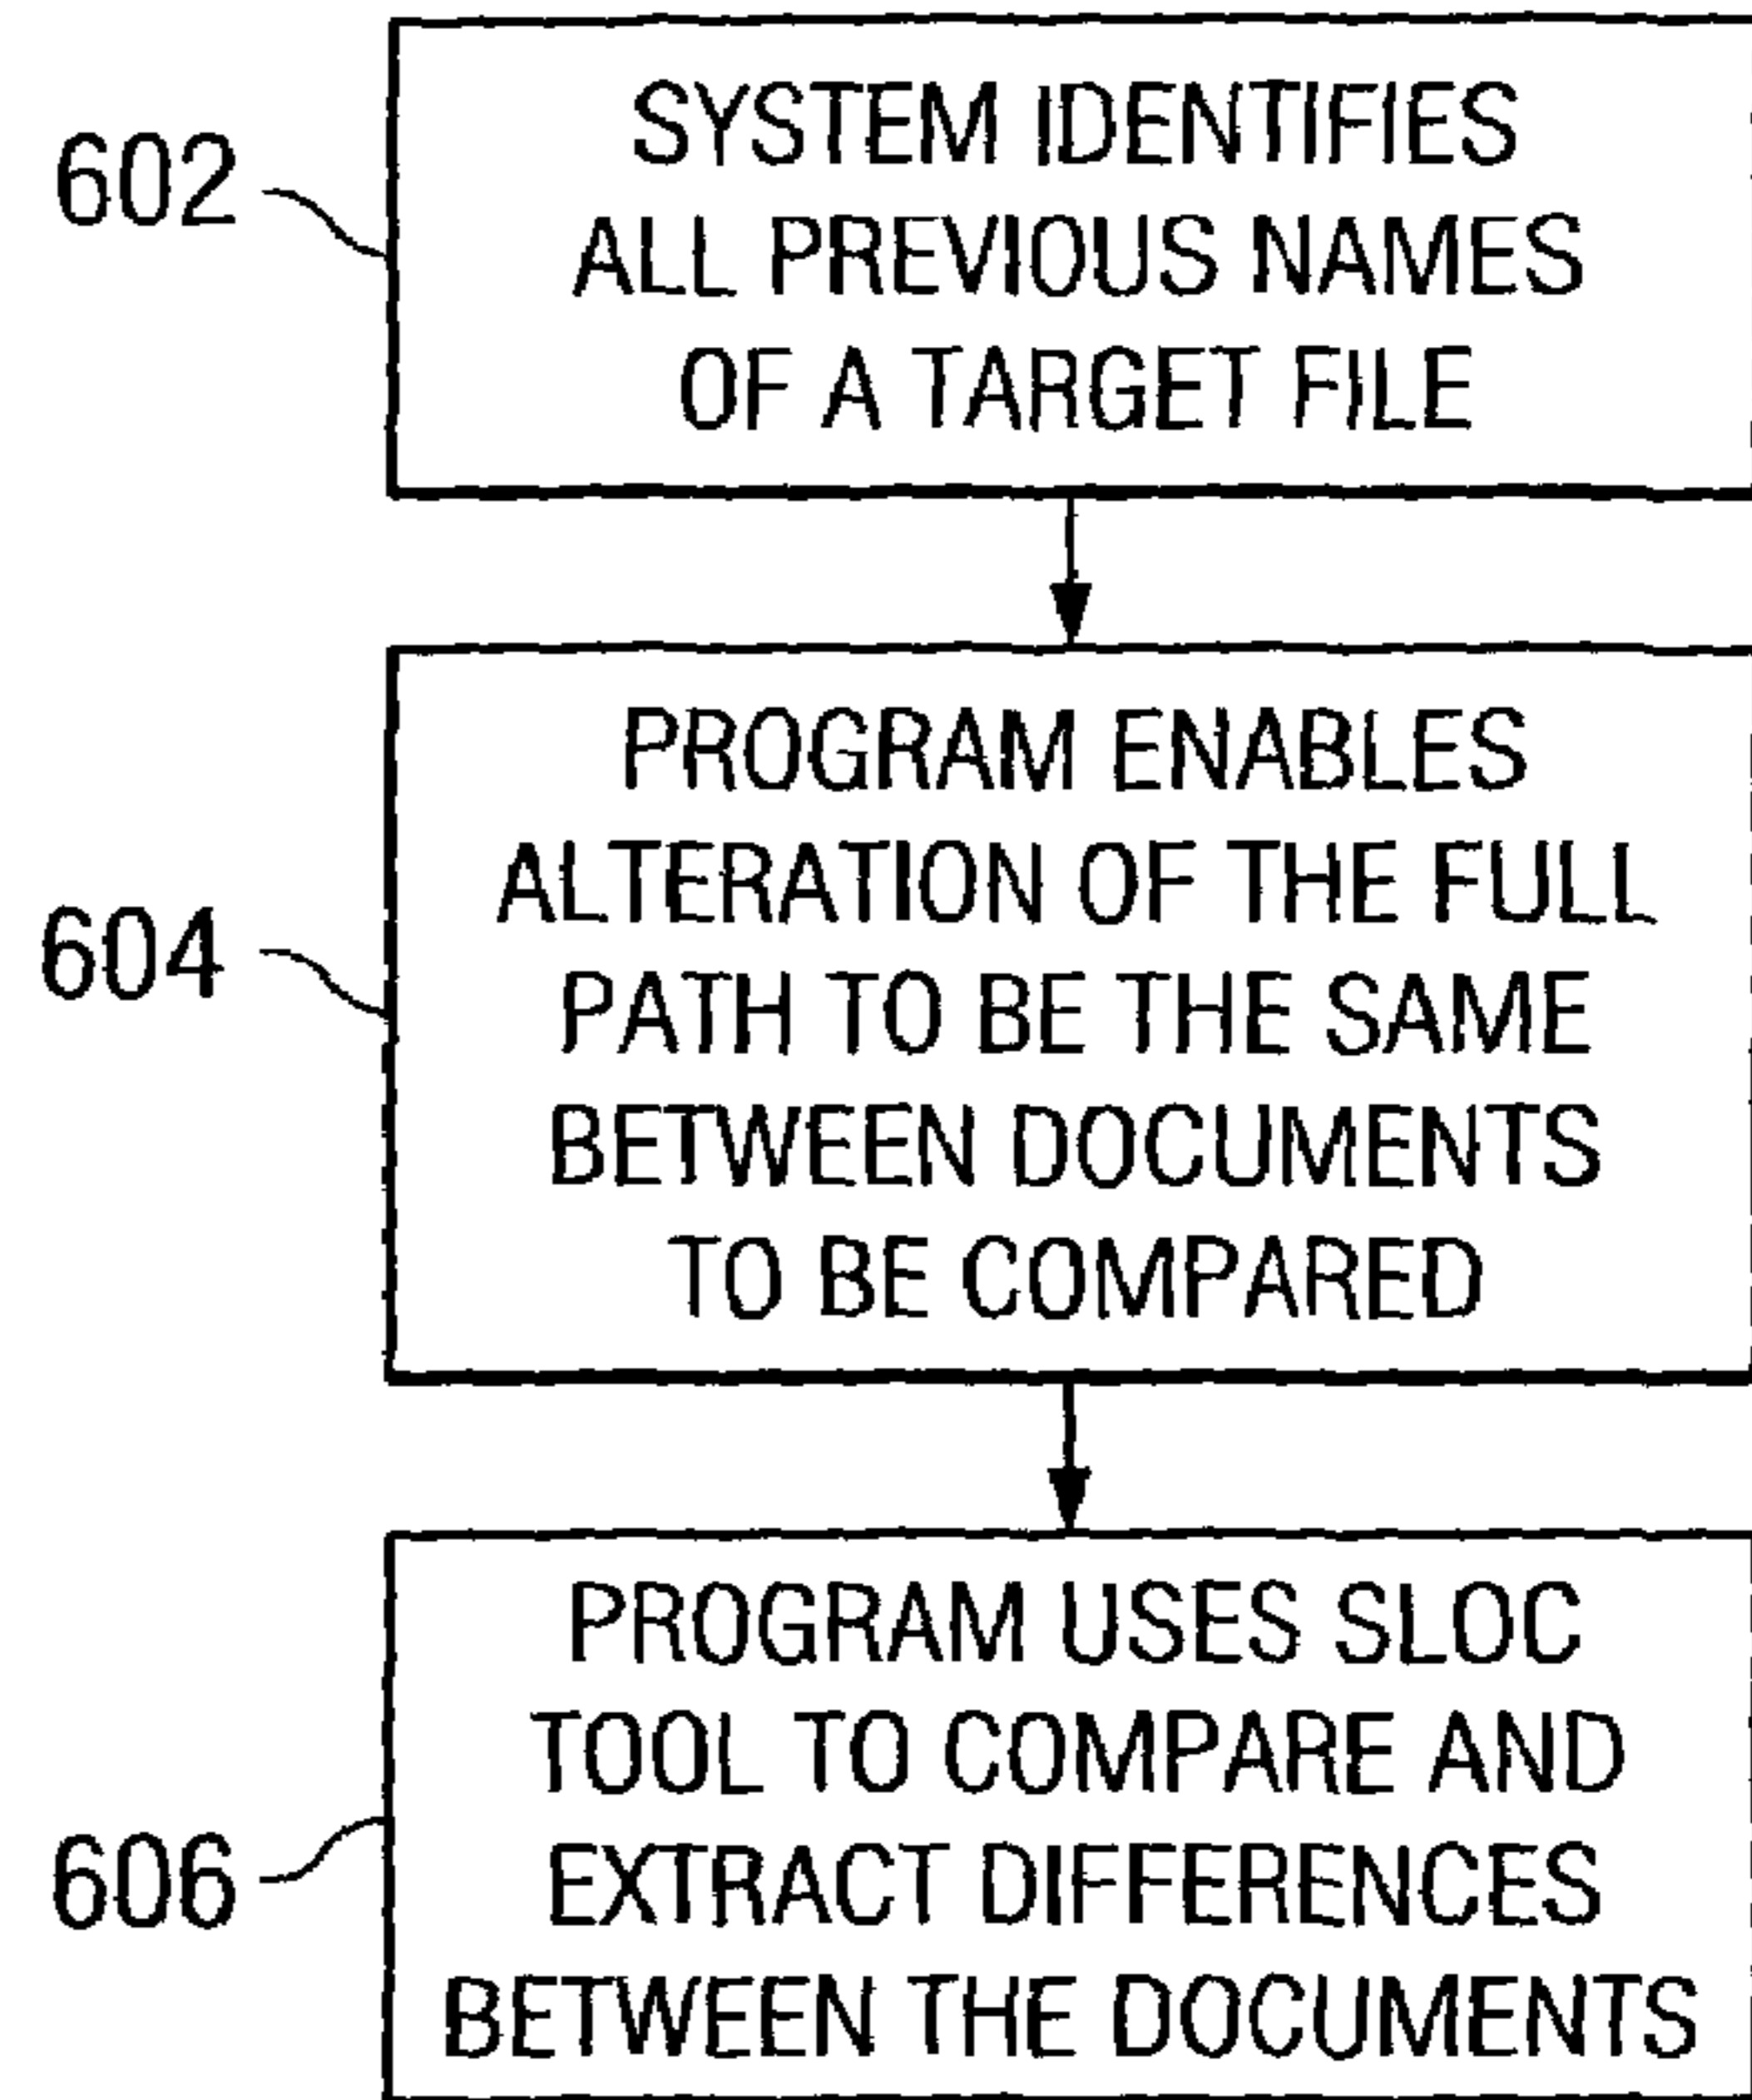 602
SYSTEM IDENTIFIES
ALL PREVIOUS NAMES
OF A TARGET FILE
604
PROGRAM ENABLES
ALTERATION OF THE FULL
PATH TO BE THE SAME
BETWEEN DOCUMENTS
TO BE COMPARED
606
PROGRAM USES SLOC
TOOL TO COMPARE AND
EXTRACT DIFFERENCES
BETWEEN THE DOCUMENTS